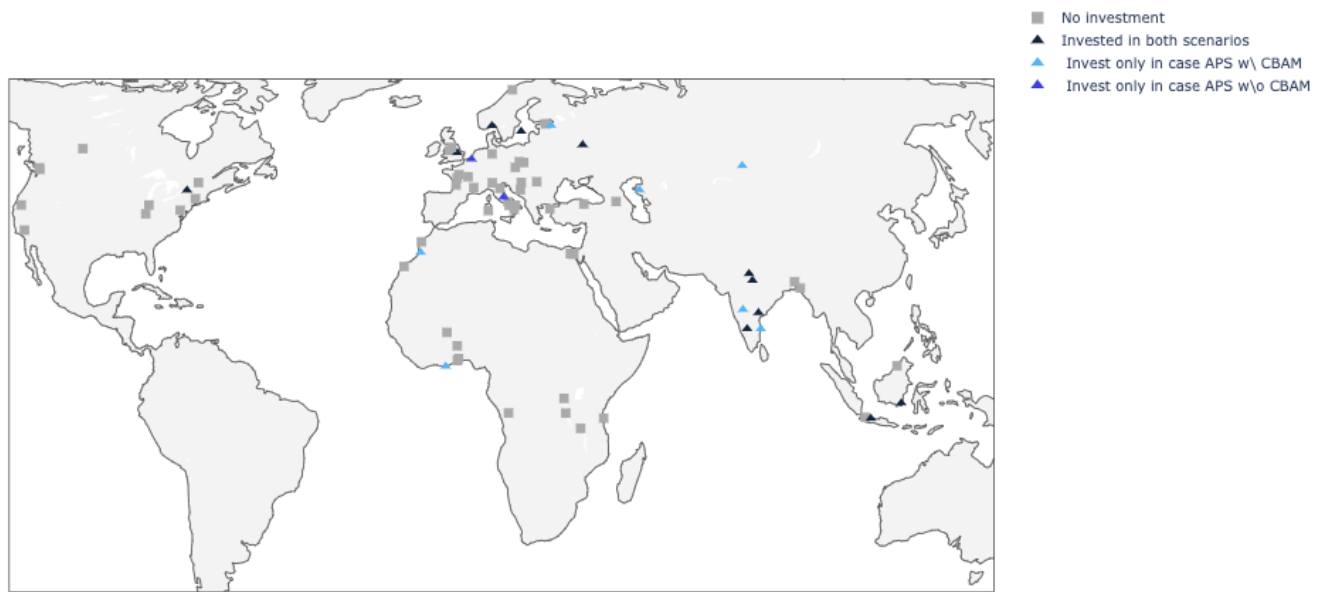 No investment
Invested in both scenarios
Invest only in case APS w\ CBAM
Invest only in case APS w\o CBAM